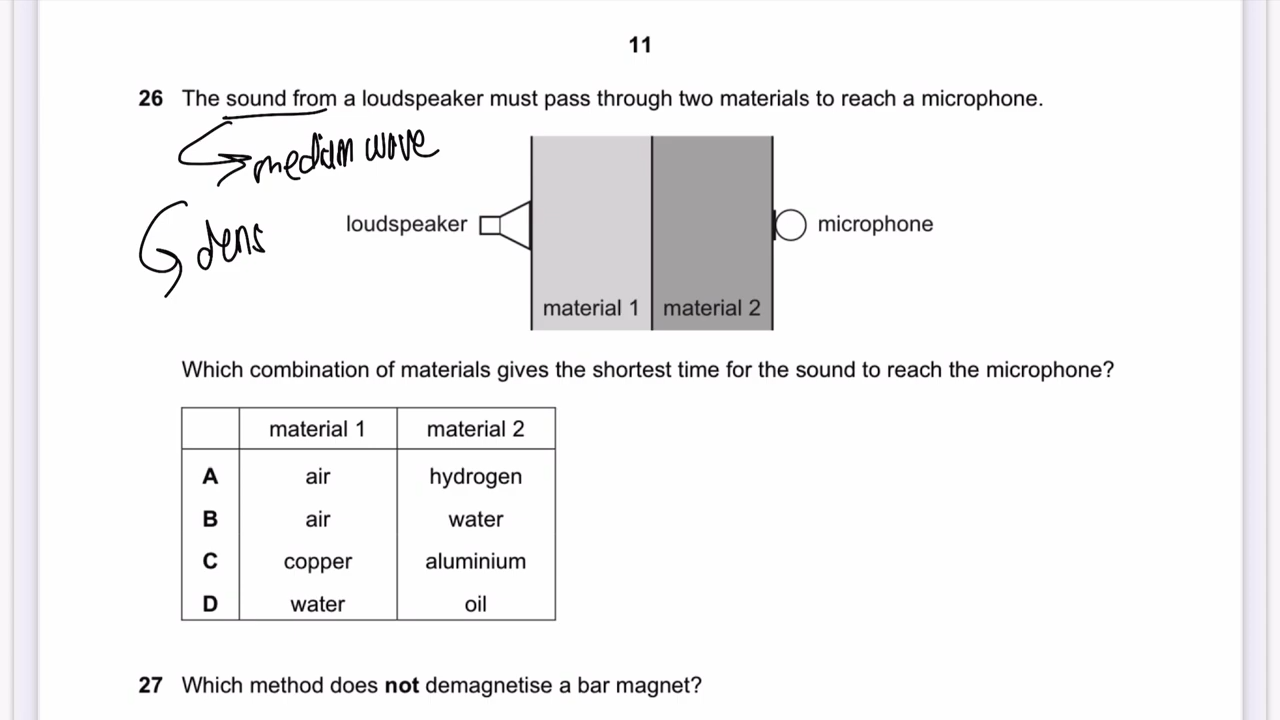 11
26 The sound from a loudspeaker must pass through two materials to reach a microphone.
medium wave
dens
loudspeaker
microphone
material 1
material 2
Which combination of materials gives the shortest time for the sound to reach the microphone?
material 1 material 2
A air hydrogen
B air water
C copper aluminium
D water oil
27 Which method does not demagnetise a bar magnet?